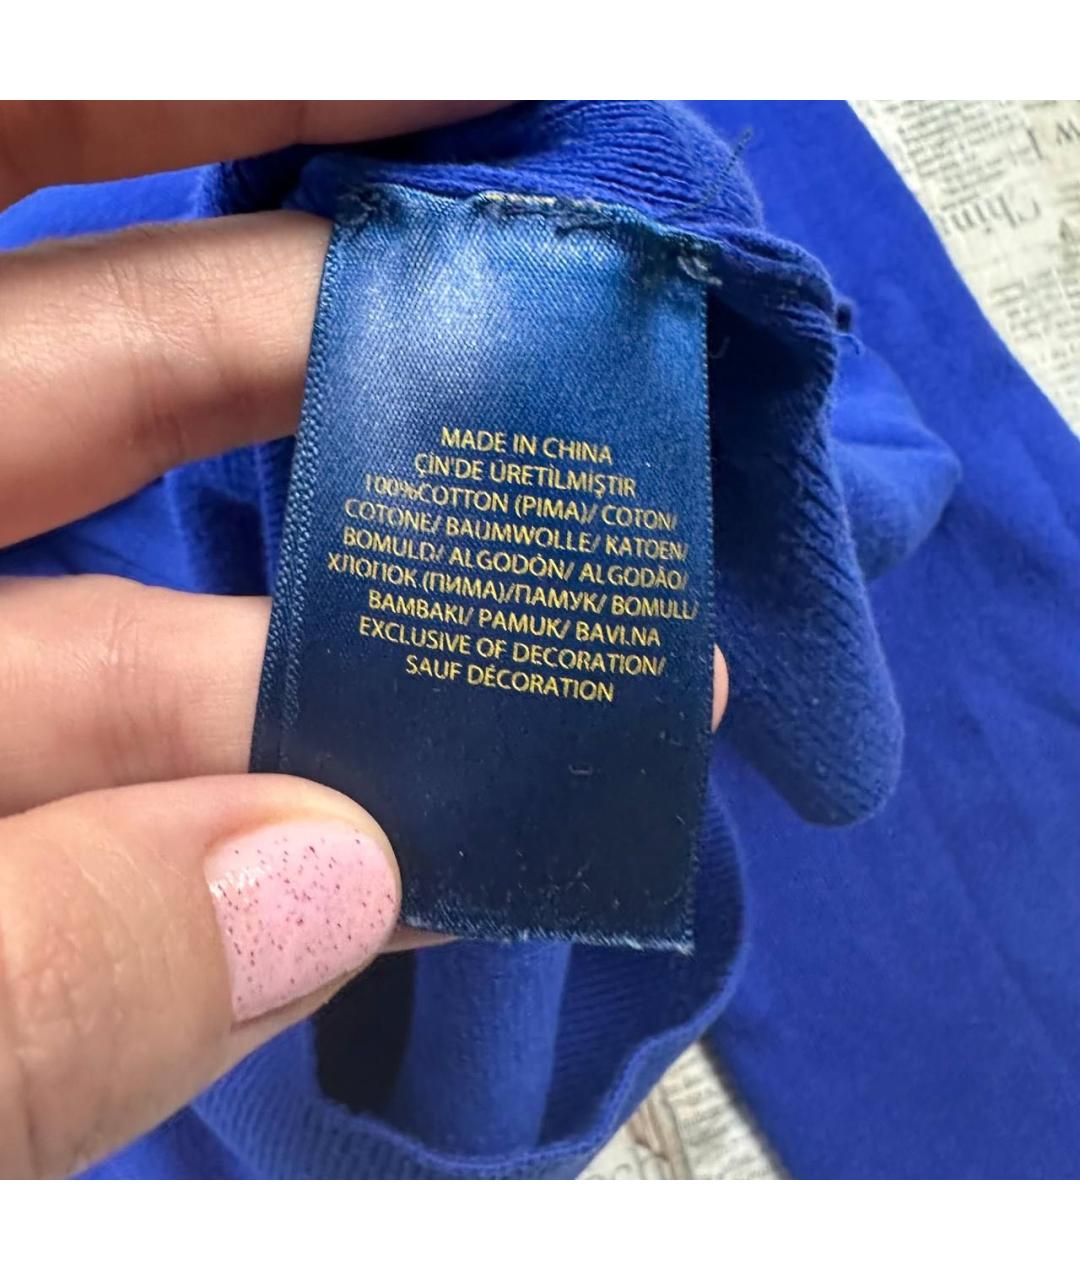 MADE IN CHINA
ÇİN'DE ÜRETİLMİŞTİR
100%COTTON (PIMA)/ COTON/
COTONE/ BAUMWOLLE/ KATOEN/
BOMULD/ ALGODÓN/ ALGODÃO/
ХЛОПОК (ПИМА)/ПАМУК/ BOMULL/
BAMBAKI/ PAMUK/ BAVLNA
EXCLUSIVE OF DECORATION/
SAUF DÉCORATION